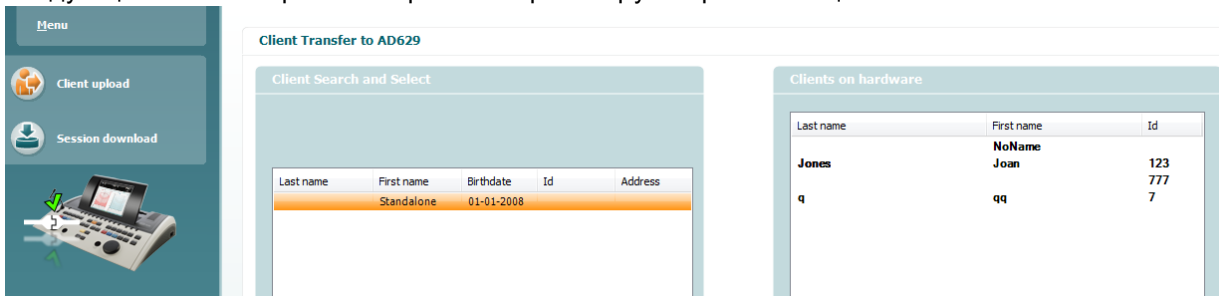 Menu
Client upload
Session download
Client Transfer to AD629
Client Search and Select
Last name First name Birthdate Id Address
Standalone 01-01-2008
Clients on hardware
Last name First name Id
NoName
Jones Joan 123
777
q qq 7